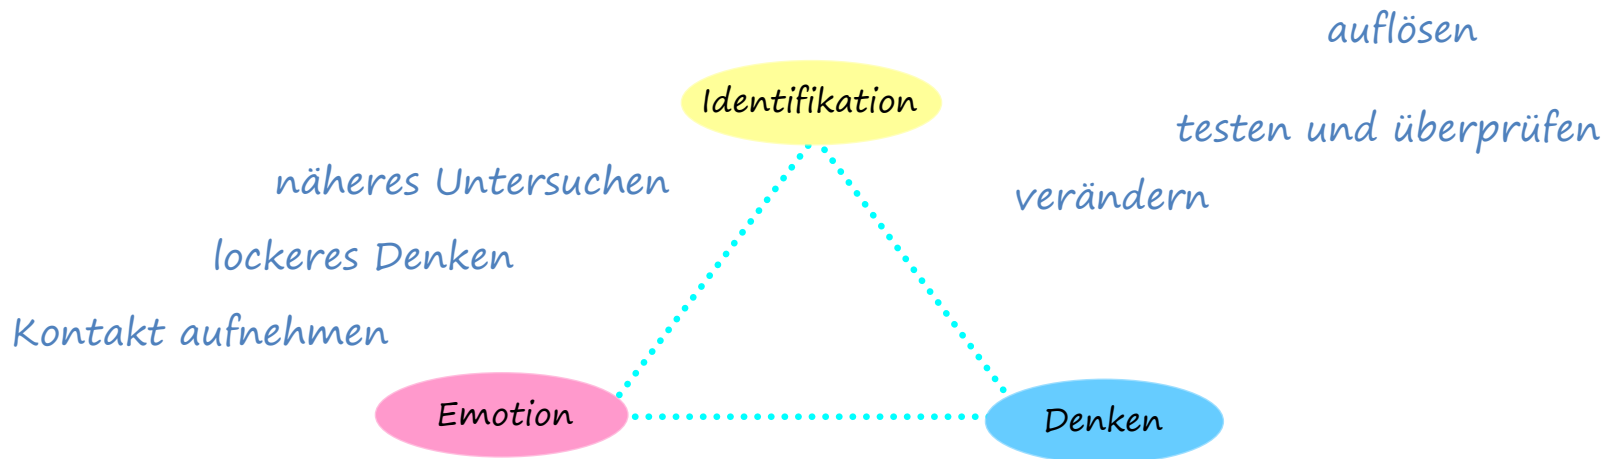 auflösen
Identifikation
testen und überprüfen
näheres Untersuchen
verändern
lockeres Denken
Kontakt aufnehmen
Emotion
Denken